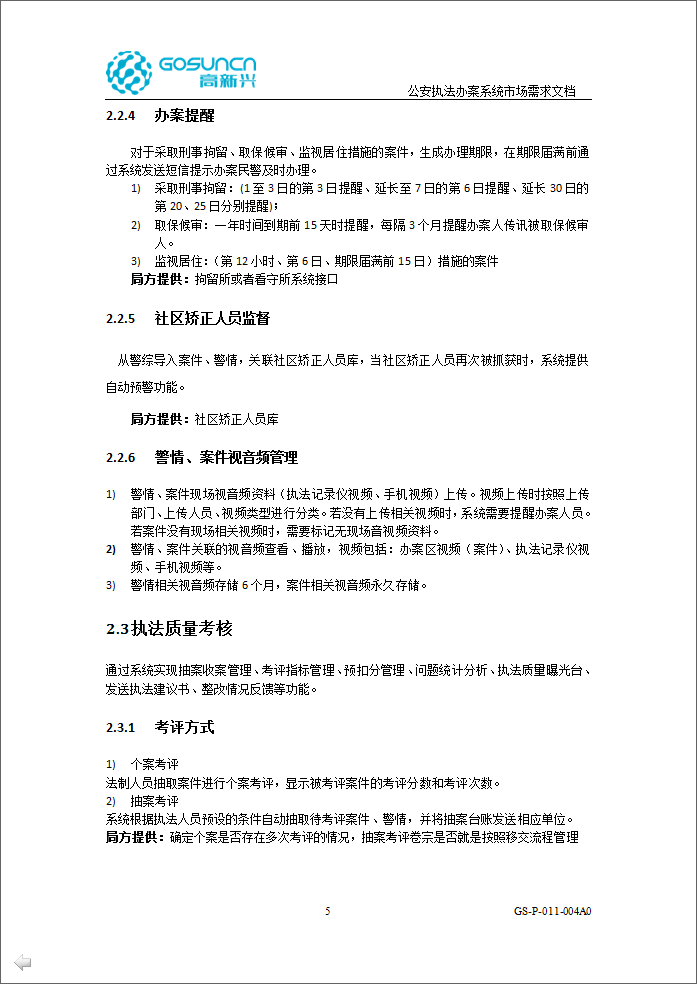 GOSUNCN
高新兴
公安执法办案系统市场需求文档
2.2.4 办案提醒
对于采取刑事拘留、取保候审、监视居住措施的案件，生成办理期限，在期限届满前通
过系统发送短信提示办案民警及时办理。
1) 采取刑事拘留：(1 至 3 日的第 3 日提醒、延长至 7 日的第 6 日提醒、延长 30 日的
第 20、25 日分别提醒)；
2) 取保候审：一年时间到期前 15 天时提醒，每隔 3 个月提醒办案人传讯被取保候审
人。
3) 监视居住：（第 12 小时、第 6 日、期限届满前 15 日）措施的案件
局方提供：拘留所或者看守所系统接口
2.2.5 社区矫正人员监督
从警综导入案件、警情，关联社区矫正人员库，当社区矫正人员再次被抓获时，系统提供
自动预警功能。
局方提供：社区矫正人员库
2.2.6 警情、案件视音频管理
1) 警情、案件现场视音频资料（执法记录仪视频、手机视频）上传。视频上传时按照上传
部门、上传人员、视频类型进行分类。若没有上传相关视频时，系统需要提醒办案人员。
若案件没有现场相关视频时，需要标记无现场音视频资料。
2) 警情、案件关联的视音频查看、播放，视频包括：办案区视频（案件）、执法记录仪视
频、手机视频等。
3) 警情相关视音频存储 6 个月，案件相关视音频永久存储。
2.3 执法质量考核
通过系统实现抽案收案管理、考评指标管理、预扣分管理、问题统计分析、执法质量曝光台、
发送执法建议书、整改情况反馈等功能。
2.3.1 考评方式
1) 个案考评
法制人员抽取案件进行个案考评，显示被考评案件的考评分数和考评次数。
2) 抽案考评
系统根据执法人员预设的条件自动抽取待考评案件、警情，并将抽案台账发送相应单位。
局方提供：确定个案是否存在多次考评的情况，抽案考评卷宗是否就是按照移交流程管理
5 GS-P-011-004A0